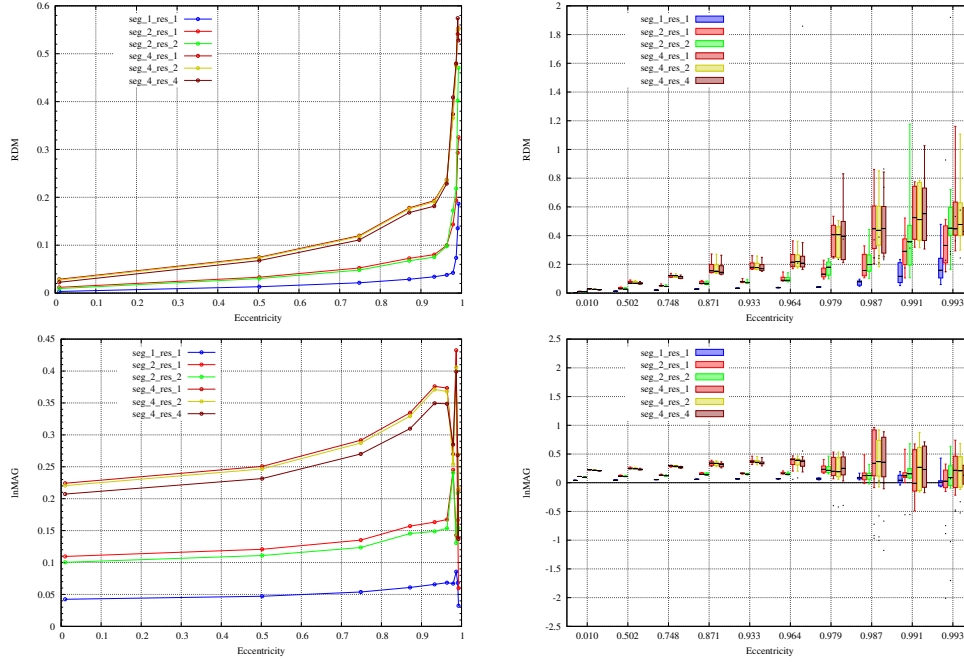 seg_1_res_1
seg_2_res_1
seg_2_res_2
seg_4_res_1
seg_4_res_2
seg_4_res_4
RDM
0.6
0.5
0.4
0.3
0.2
0.1
0
0 0.1 0.2 0.3 0.4 0.5 0.6 0.7 0.8 0.9 1
Eccentricity
seg_1_res_1
seg_2_res_1
seg_2_res_2
seg_4_res_1
seg_4_res_2
seg_4_res_4
RDM
2
1.8
1.6
1.4
1.2
1
0.8
0.6
0.4
0.2
0
0.010 0.502 0.748 0.871 0.933 0.964 0.979 0.987 0.991 0.993
Eccentricity
seg_1_res_1
seg_2_res_1
seg_2_res_2
seg_4_res_1
seg_4_res_2
seg_4_res_4
lnMAG
0.45
0.4
0.35
0.3
0.25
0.2
0.15
0.1
0.05
0
0 0.1 0.2 0.3 0.4 0.5 0.6 0.7 0.8 0.9 1
Eccentricity
seg_1_res_1
seg_2_res_1
seg_2_res_2
seg_4_res_1
seg_4_res_2
seg_4_res_4
lnMAG
2.5
2
1.5
1
0.5
0
-0.5
-1
-1.5
-2
-2.5
0.010 0.502 0.748 0.871 0.933 0.964 0.979 0.987 0.991 0.993
Eccentricity